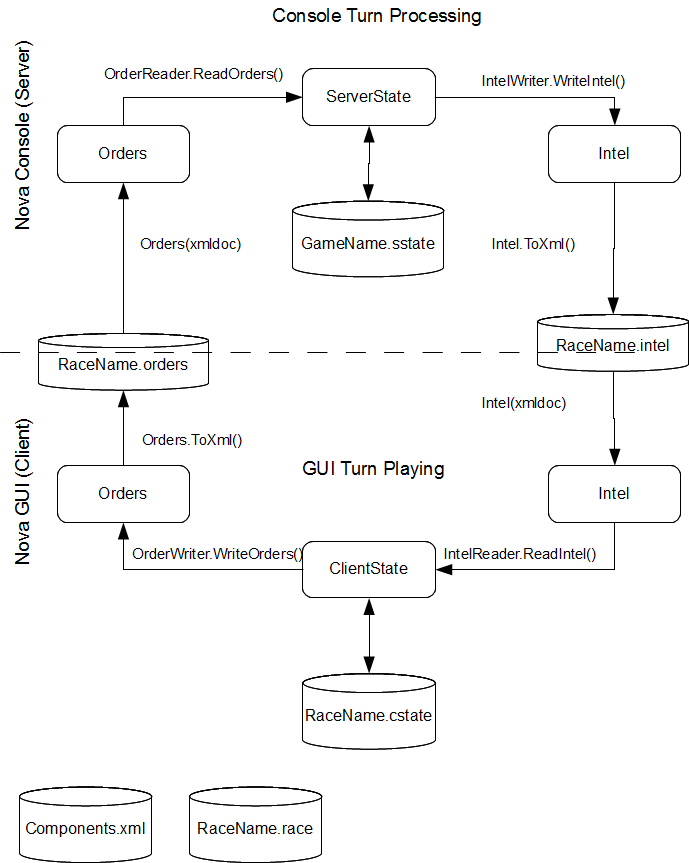 Console Turn Processing
Nova Console (Server)
OrderReader.ReadOrders()
ServerState
IntelWriter.WriteIntel()
Orders
Intel
Orders(xmldoc)
GameName.sstate
Intel.ToXml()
RaceName.orders
RaceName.intel
Nova GUI (Client)
Orders.ToXml()
Intel(xmldoc)
GUI Turn Playing
Orders
Intel
OrderWriter.WriteOrders()
ClientState
IntelReader.ReadIntel()
RaceName.cstate
Components.xml
RaceName.race